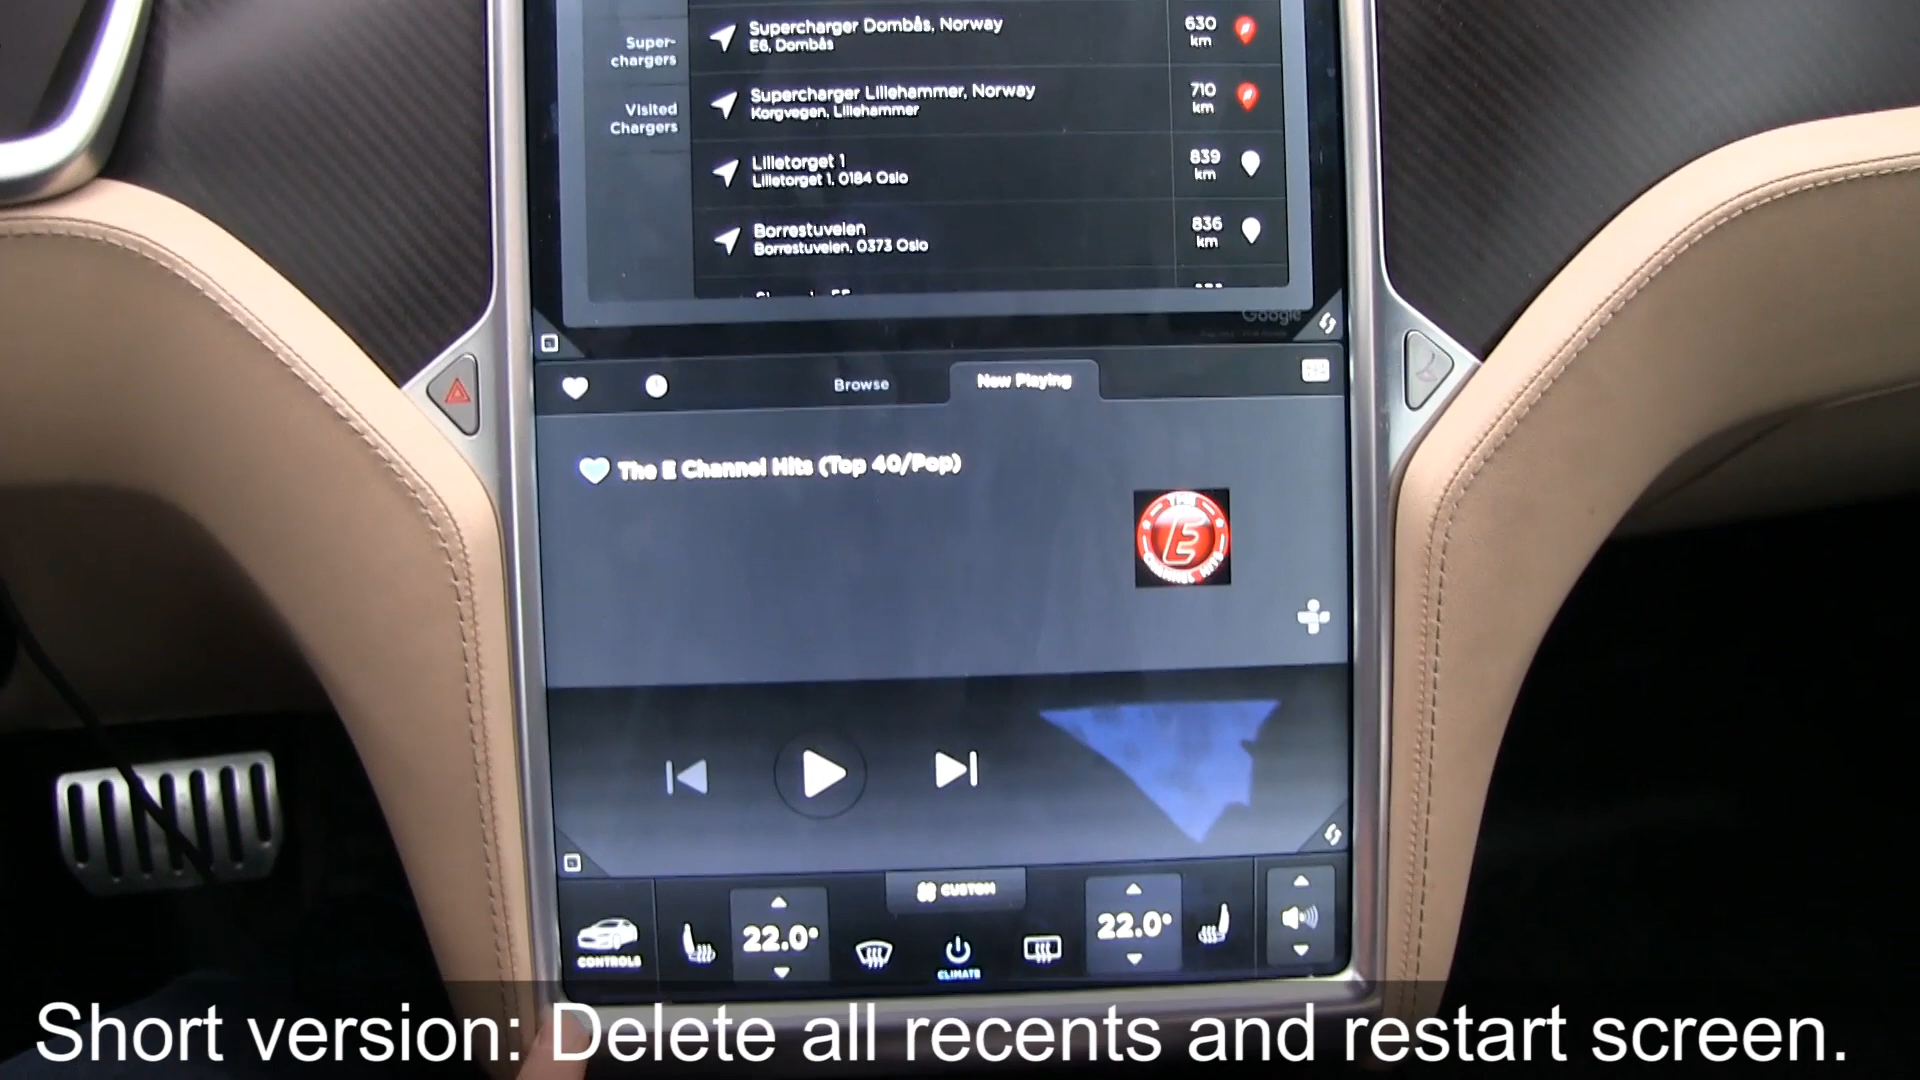 Super-
chargers
Visited
Chargers
Supercharger Dombås, Norway
E6, Dombås
630
km
Supercharger Lillehammer, Norway
Korgvegen, Lillehammer
710
km
Lilletorget 1
Lilletorget 1, 0184 Oslo
839
km
Borrestuveien
Borrestuveien, 0373 Oslo
836
km
Google
Browse
Now Playing
The E Channel Hits (Top 40/Pop)
THE
E
CHANNEL HITS
CUSTOM
CONTROLS
22.0°
CLIMATE
22.0°
Short version: Delete all recents and restart screen.